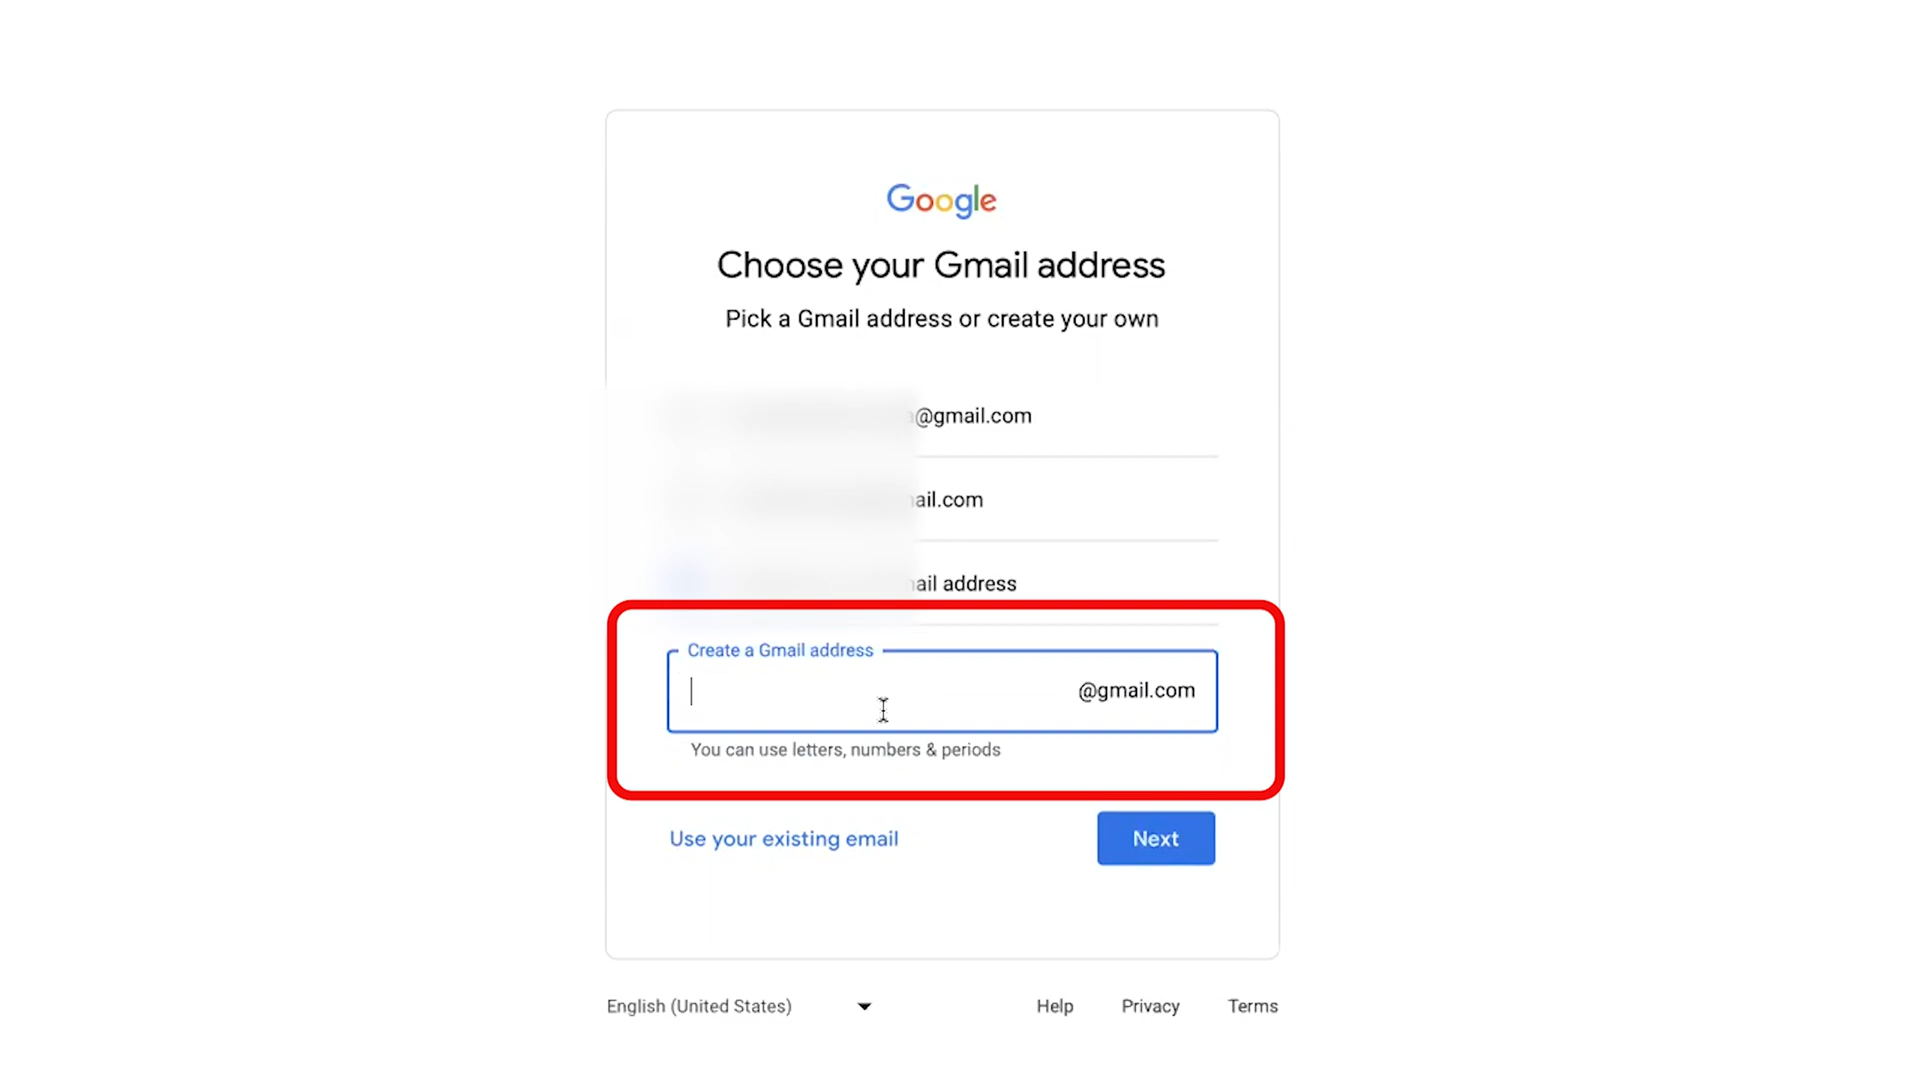 Google
Choose your Gmail address
Pick a Gmail address or create your own
@gmail.com
ail.com
ail address
Create a Gmail address
@gmail.com
You can use letters, numbers & periods
Use your existing email
Next
English (United States)
Help
Privacy
Terms